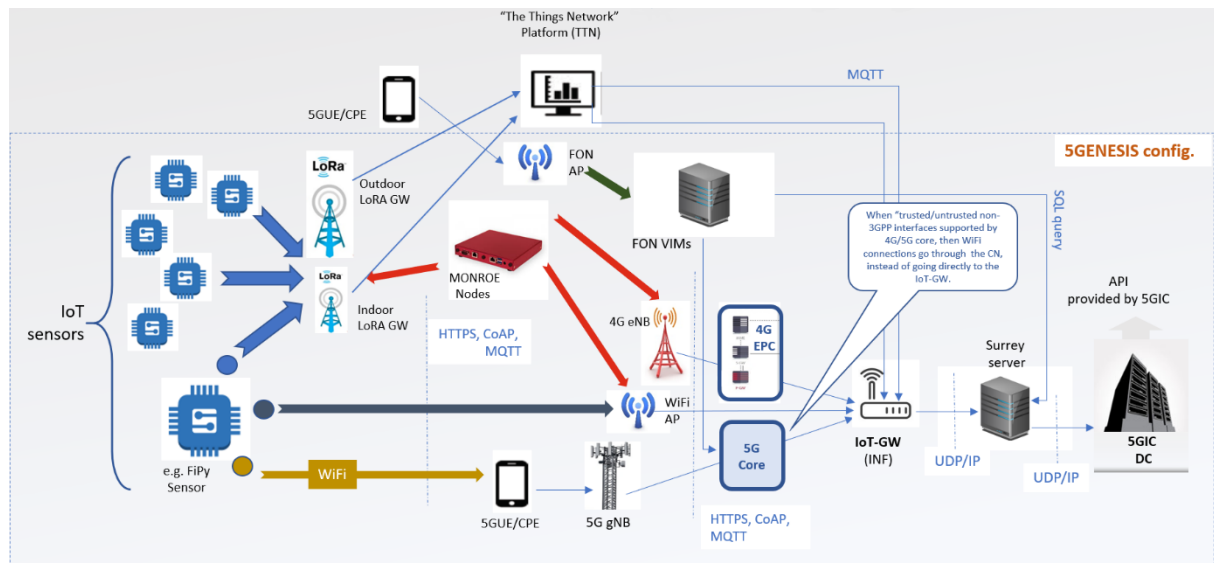 "The Things Network"
Platform (TTN)
MQTT
5GUE/CPE
5GENESIS config.
LoRa
Outdoor
LoRA GW
FON
AP
FON VIMs
SQL query
When "trusted/untrusted non-
3GPP interfaces supported by
4G/5G core, then WiFi
connections go through the CN,
instead of going directly to the
IoT-GW.
LoRa
Indoor
LoRA GW
MONROE
Nodes
IoT
sensors
HTTPS, CoAP,
MQTT
4G eNB
4G
EPC
API
provided by 5GIC
Surrey
server
WiFi
AP
IoT-GW
(INF)
5G
Core
5GIC
DC
UDP/IP
UDP/IP
e.g. FiPy
Sensor
WiFi
5GUE/CPE
5G gNB
HTTPS, CoAP,
MQTT